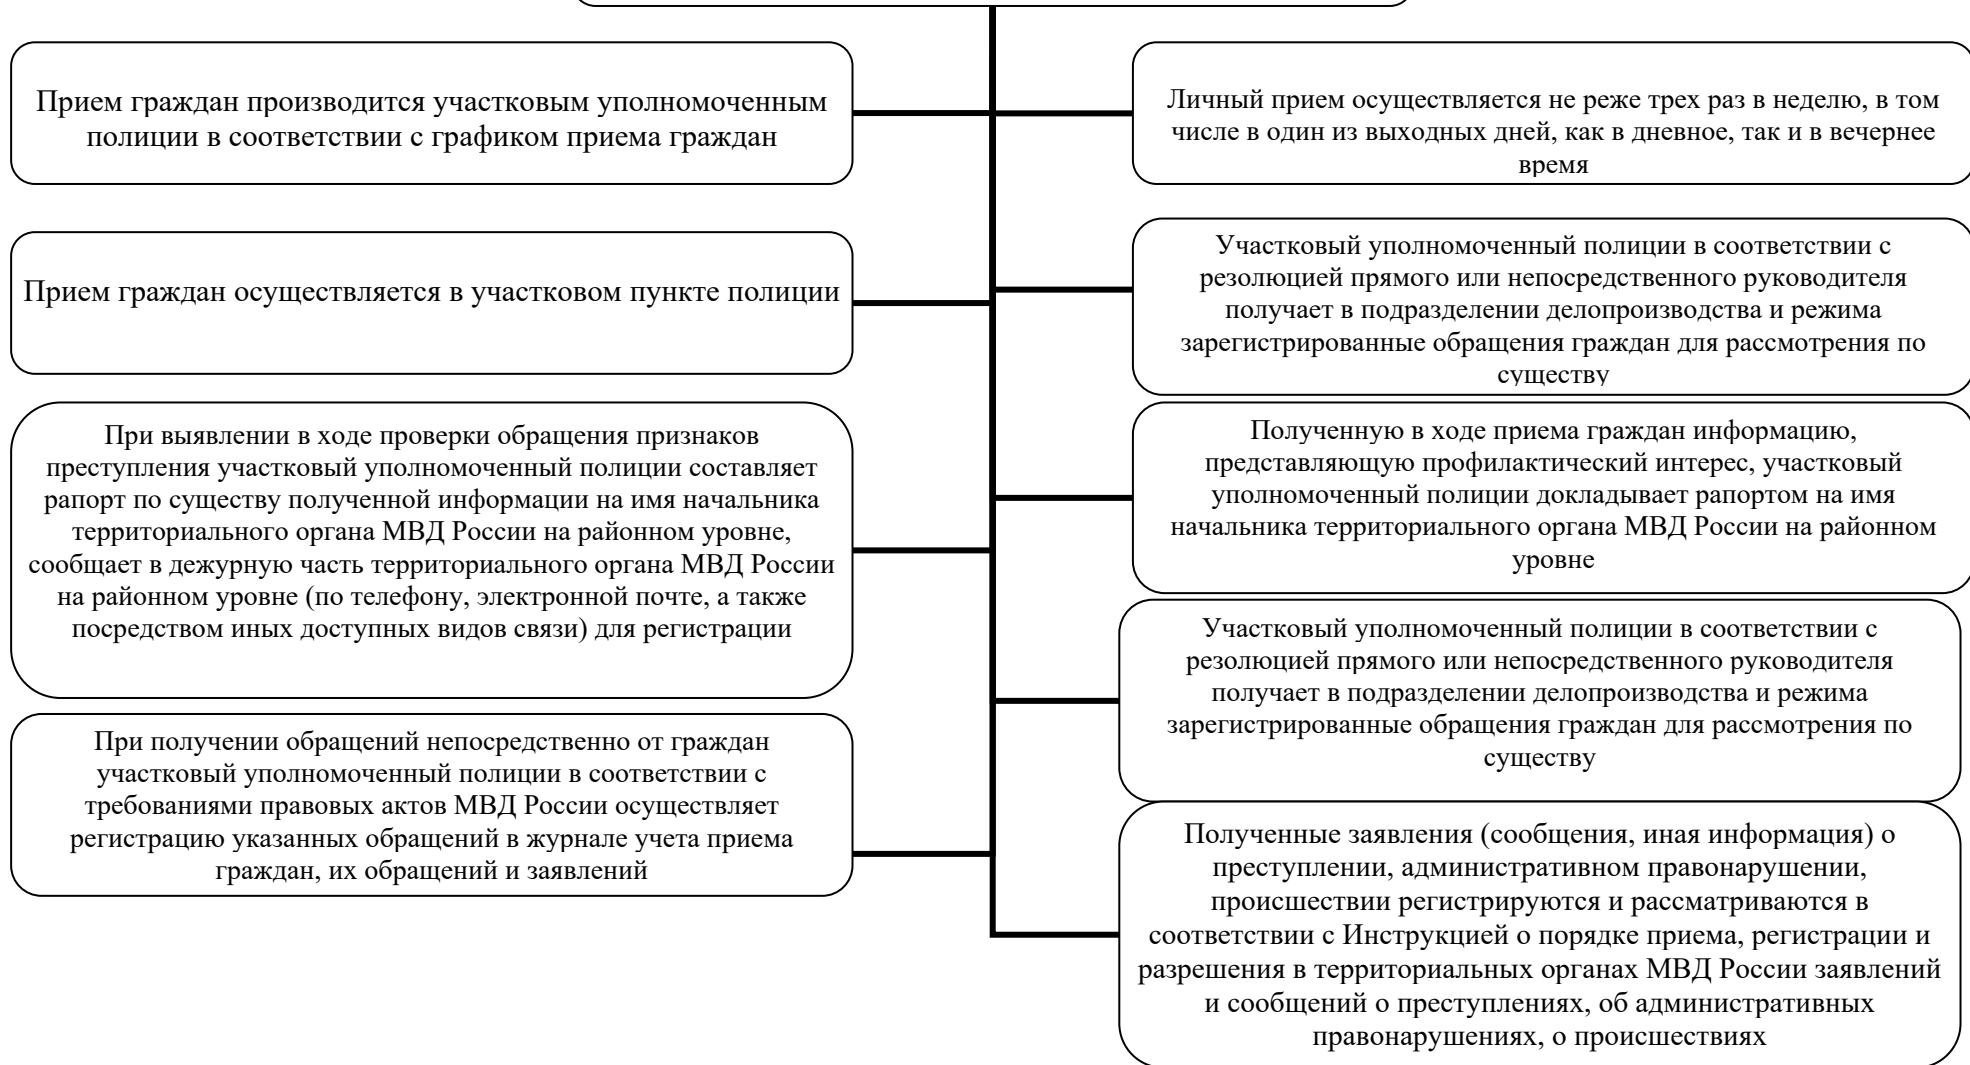 Прием граждан производится участковым уполномоченным
полиции в соответствии с графиком приема граждан
Личный прием осуществляется не реже трех раз в неделю, в том
числе в один из выходных дней, как в дневное, так и в вечернее
время
Прием граждан осуществляется в участковом пункте полиции
Участковый уполномоченный полиции в соответствии с
резолюцией прямого или непосредственного руководителя
получает в подразделении делопроизводства и режима
зарегистрированные обращения граждан для рассмотрения по
существу
При выявлении в ходе проверки обращения признаков
преступления участковый уполномоченный полиции составляет
рапорт по существу полученной информации на имя начальника
территориального органа МВД России на районном уровне,
сообщает в дежурную часть территориального органа МВД России
на районном уровне (по телефону, электронной почте, а также
посредством иных доступных видов связи) для регистрации
Полученную в ходе приема граждан информацию,
представляющую профилактический интерес, участковый
уполномоченный полиции докладывает рапортом на имя
начальника территориального органа МВД России на районном
уровне
Участковый уполномоченный полиции в соответствии с
резолюцией прямого или непосредственного руководителя
получает в подразделении делопроизводства и режима
зарегистрированные обращения граждан для рассмотрения по
существу
При получении обращений непосредственно от граждан
участковый уполномоченный полиции в соответствии с
требованиями правовых актов МВД России осуществляет
регистрацию указанных обращений в журнале учета приема
граждан, их обращений и заявлений
Полученные заявления (сообщения, иная информация) о
преступлении, административном правонарушении,
происшествии регистрируются и рассматриваются в
соответствии с Инструкцией о порядке приема, регистрации и
разрешения в территориальных органах МВД России заявлений
и сообщений о преступлениях, об административных
правонарушениях, о происшествиях